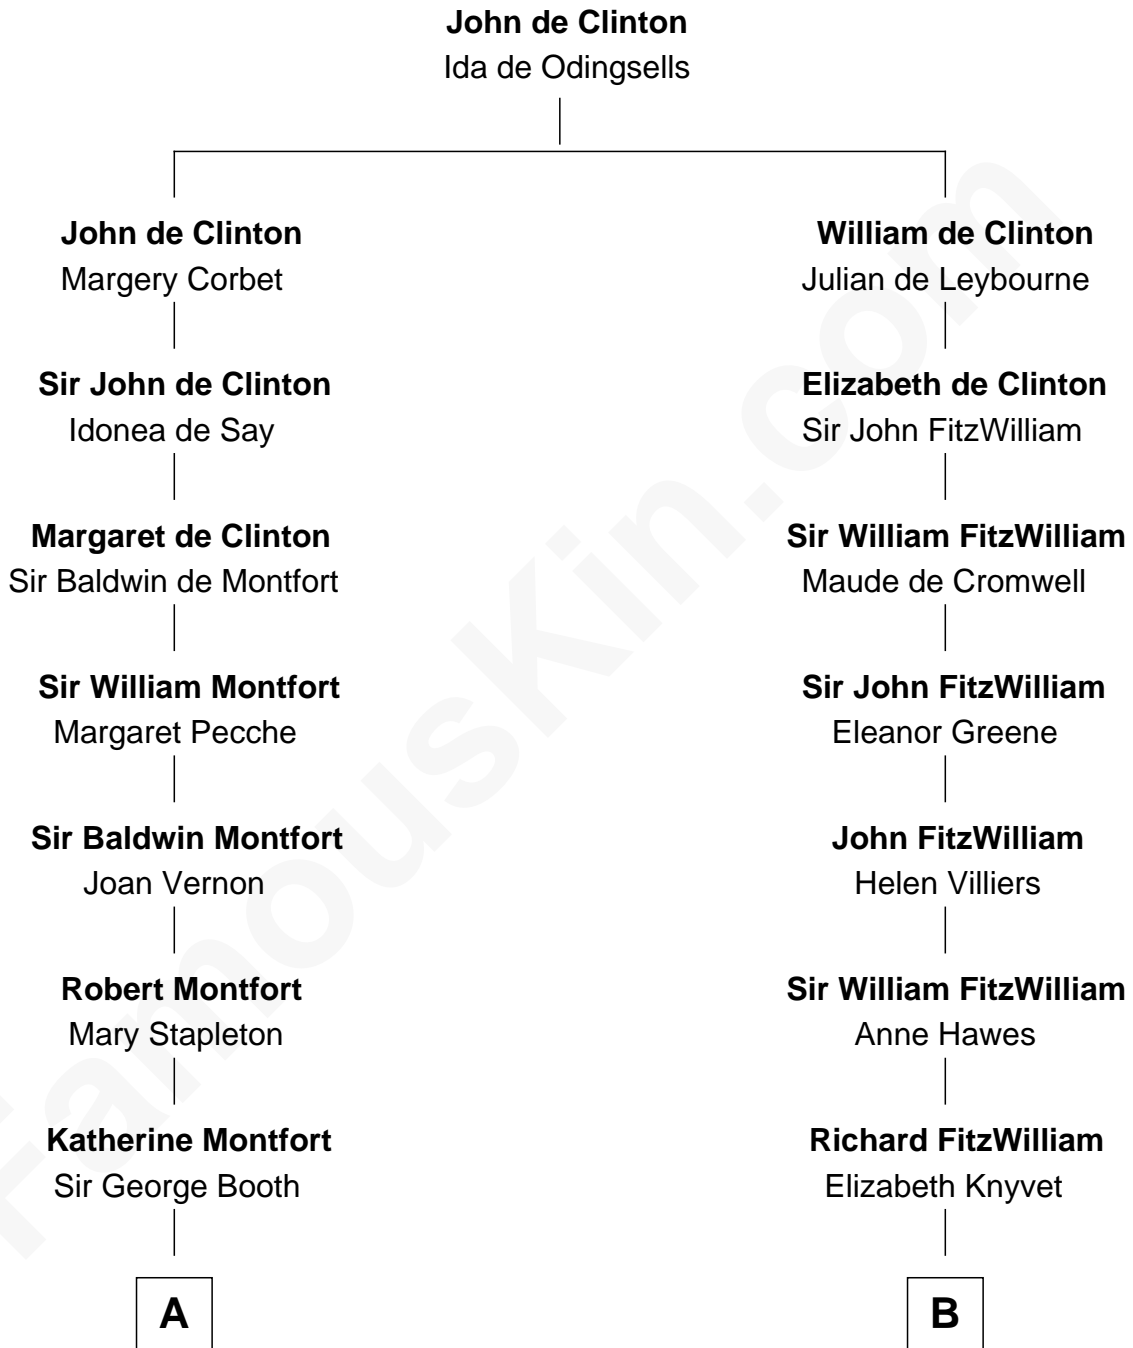 John de Clinton
Ida de Odingsells
John de Clinton
Margery Corbet
William de Clinton
Julian de Leybourne
Sir John de Clinton
Idonea de Say
Elizabeth de Clinton
Sir John FitzWilliam
Margaret de Clinton
Sir Baldwin de Montfort
Sir William FitzWilliam
Maude de Cromwell
Sir William Montfort
Margaret Pecche
Sir John FitzWilliam
Eleanor Greene
Sir Baldwin Montfort
Joan Vernon
John FitzWilliam
Helen Villiers
Robert Montfort
Mary Stapleton
Sir William FitzWilliam
Anne Hawes
Katherine Montfort
Sir George Booth
Richard FitzWilliam
Elizabeth Knyvet
A
B
FamousKin.com